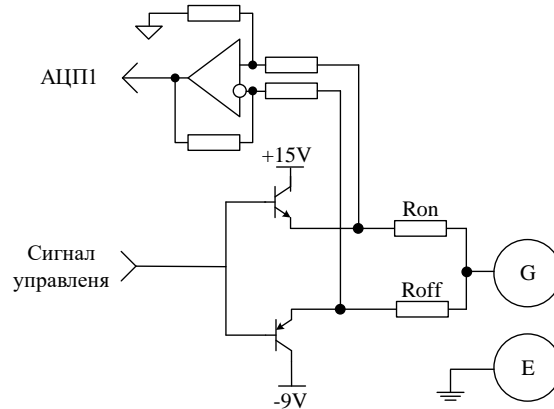 АЦП1
+15V
Ron
Сигнал
управленя
G
Roff
E
-9V